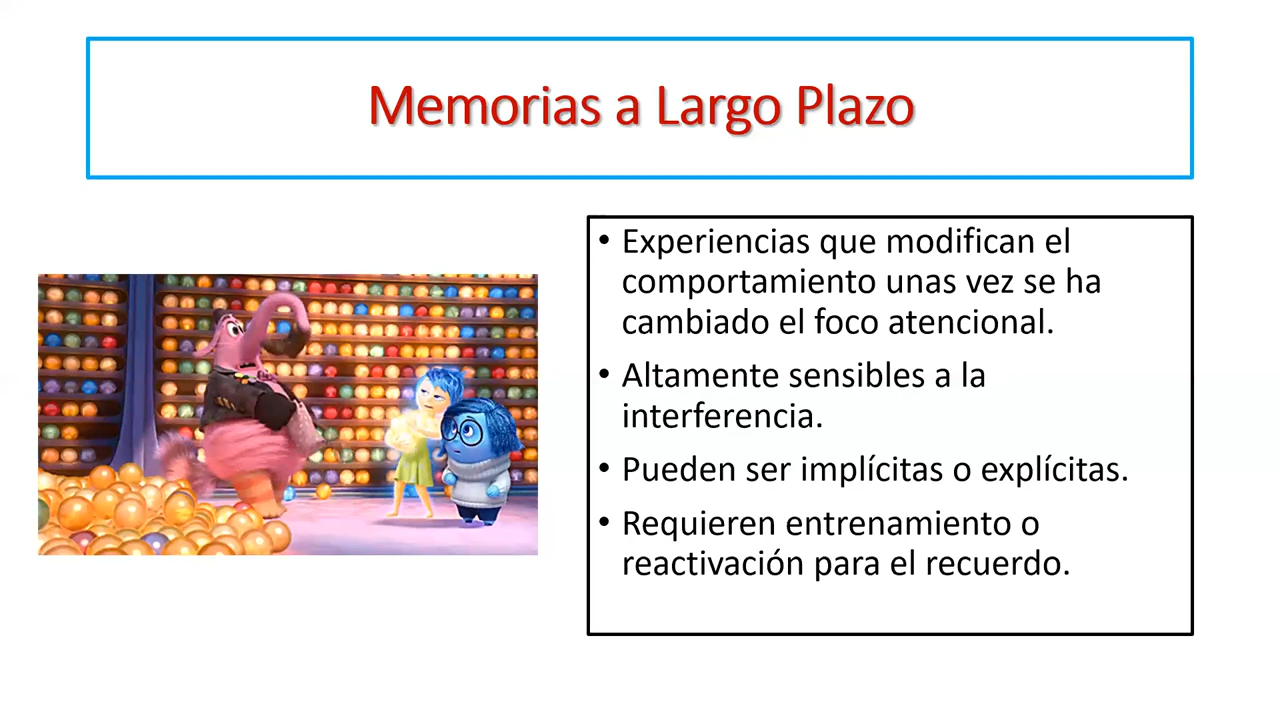 Memorias a Largo Plazo
• Experiencias que modifican el
comportamiento unas vez se ha
cambiado el foco atencional.
• Altamente sensibles a la
interferencia.
• Pueden ser implícitas o explícitas.
• Requieren entrenamiento o
reactivación para el recuerdo.